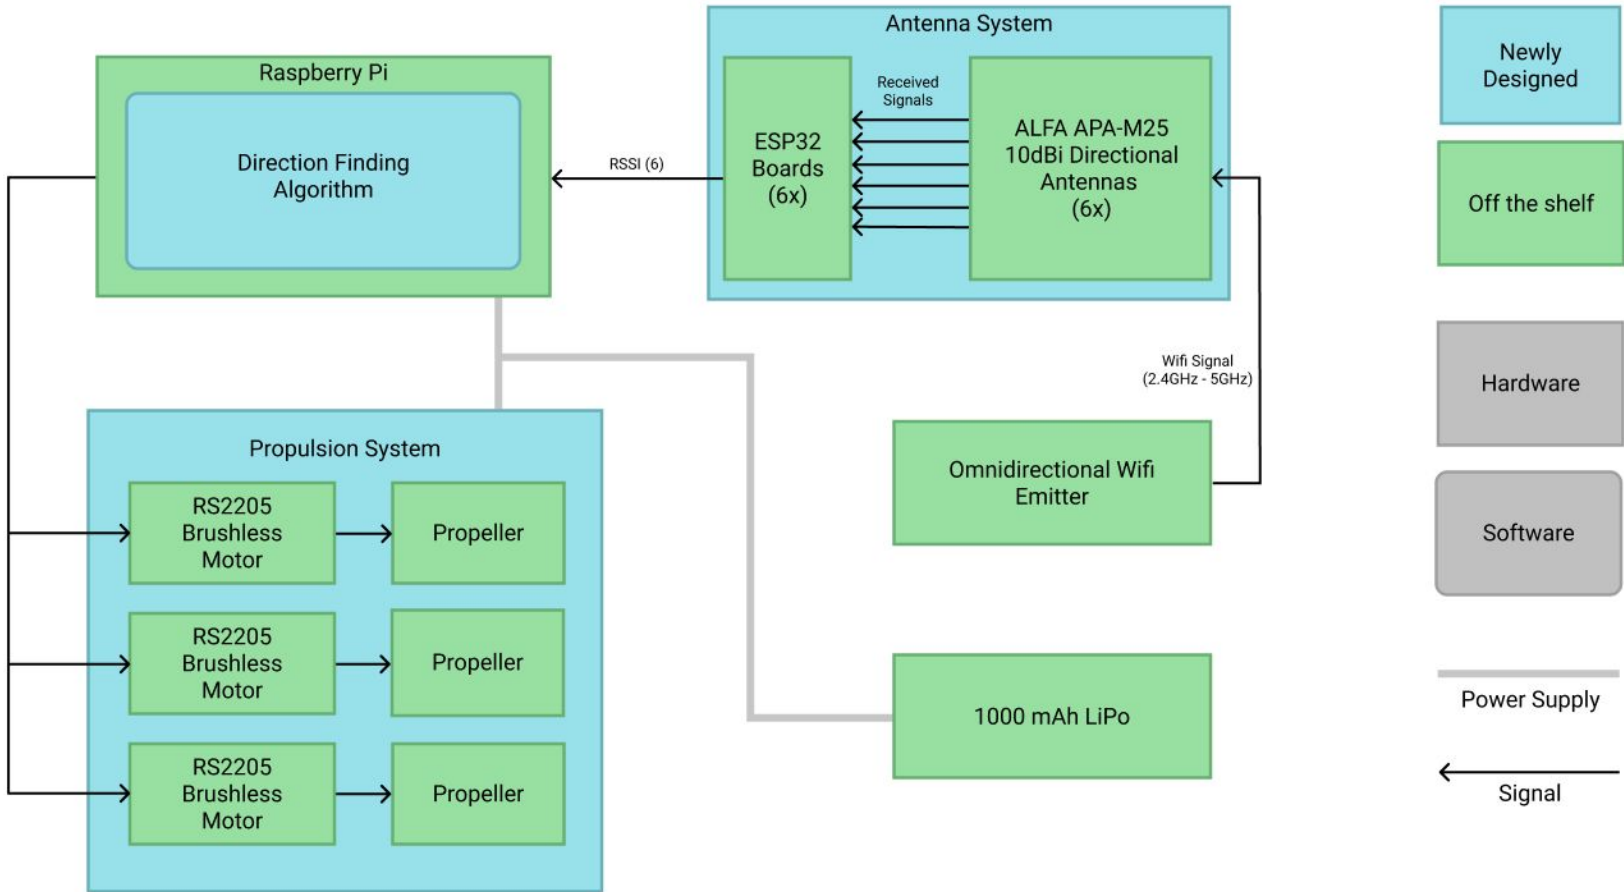 Antenna System
Raspberry Pi
Direction Finding
Algorithm
RSSI (6)
ESP32
Boards
(6x)
Received
Signals
ALFA APA-M25
10dBi Directional
Antennas
(6x)
Wifi Signal
(2.4GHz - 5GHz)
Omnidirectional Wifi
Emitter
1000 mAh LiPo
Propulsion System
RS2205
Brushless
Motor
Propeller
RS2205
Brushless
Motor
Propeller
RS2205
Brushless
Motor
Propeller
Newly
Designed
Off the shelf
Hardware
Software
Power Supply
Signal